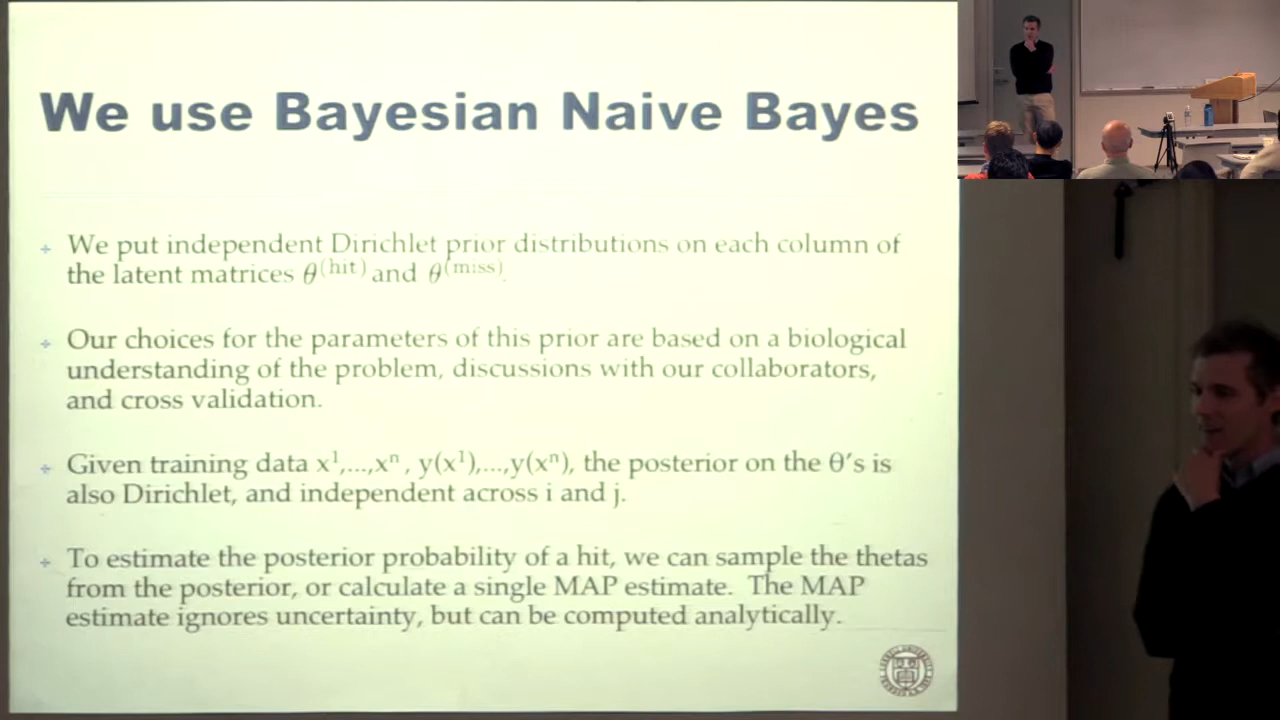 We use Bayesian Naive Bayes
+ We put independent Dirichlet prior distributions on each column of
the latent matrices θ^(hit) and θ^(miss).
+ Our choices for the parameters of this prior are based on a biological
understanding of the problem, discussions with our collaborators,
and cross validation.
+ Given training data x¹,...,xⁿ, y(x¹),...,y(xⁿ), the posterior on the θ's is
also Dirichlet, and independent across i and j.
+ To estimate the posterior probability of a hit, we can sample the thetas
from the posterior, or calculate a single MAP estimate. The MAP
estimate ignores uncertainty, but can be computed analytically.